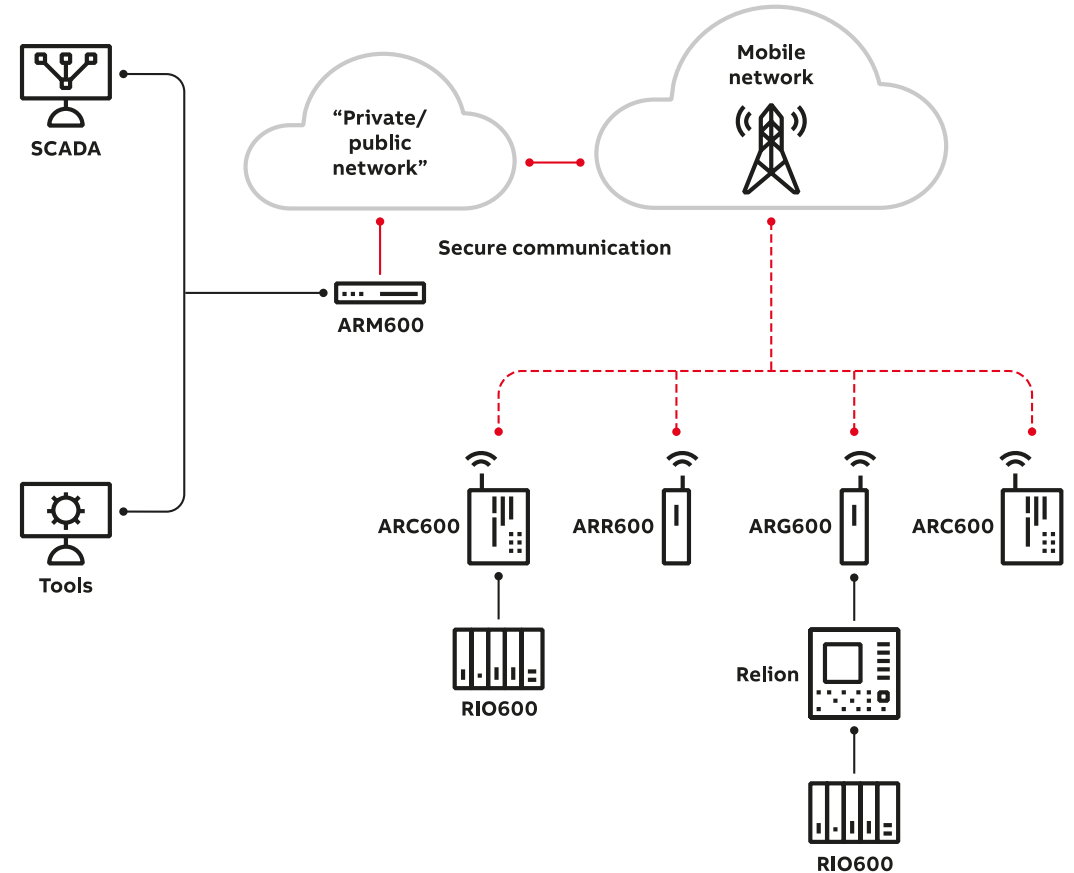 Mobile
network
SCADA
“Private/
public
network”
Secure communication
ARM600
ARC600
ARR600
ARG600
ARC600
Tools
Relion
RIO600
RIO600